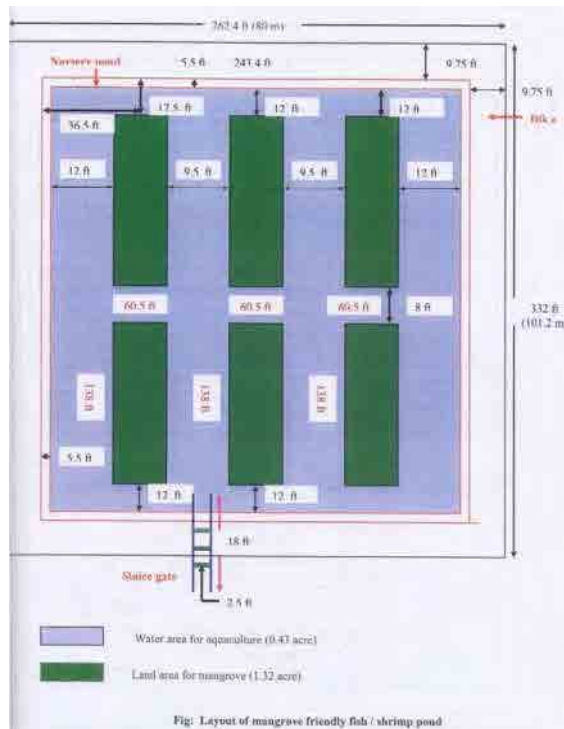 262.4 ft (80 m)
Nursery pond
5.5 ft
243.4 ft
9.75 ft
9.75 ft
17.5 ft
12 ft
12 ft
36.5 ft
12 ft
9.5 ft
9.5 ft
12 ft
60.5 ft
60.5 ft
60.5 ft
8 ft
332 ft
(101.2 m
138 ft
138 ft
138 ft
5.5 ft
12 ft
12 ft
18 ft
Sluice gate
2.5 ft
Water area for aquaculture (0.43 acre)
Land area for mangrove (1.32 acre)
Fig: Layout of mangrove friendly fish / shrimp pond